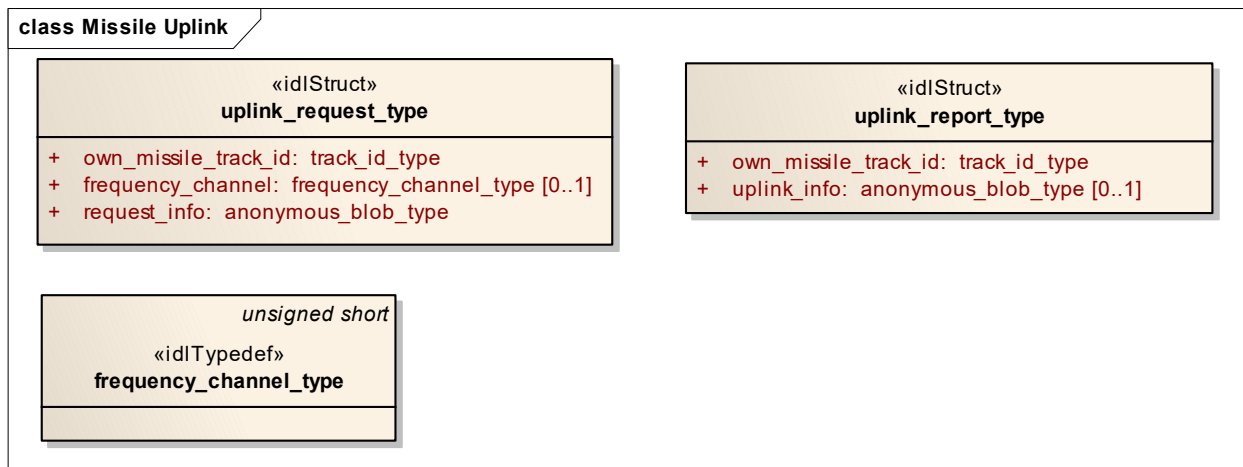 class Missile Uplink
«idlStruct»
uplink_request_type
+ own_missile_track_id: track_id_type
+ frequency_channel: frequency_channel_type [0..1]
+ request_info: anonymous_blob_type
«idlStruct»
uplink_report_type
+ own_missile_track_id: track_id_type
+ uplink_info: anonymous_blob_type [0..1]
unsigned short
«idlTypedef»
frequency_channel_type